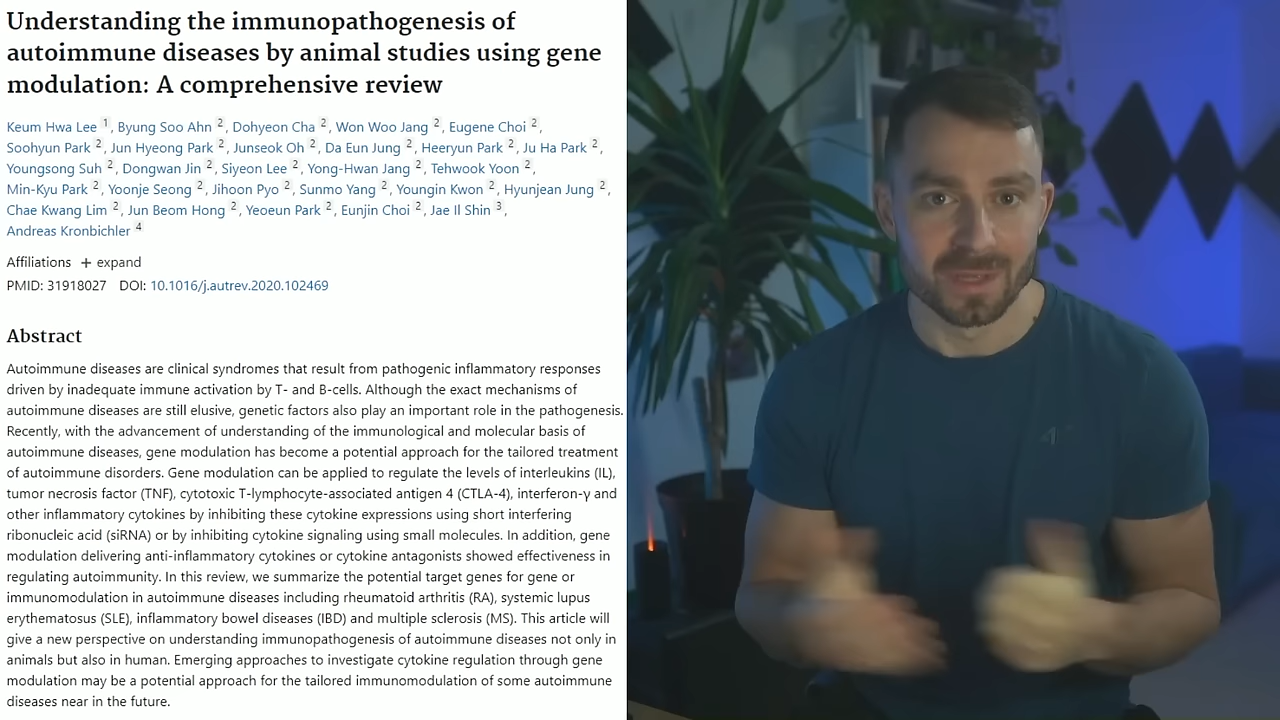 Understanding the immunopathogenesis of
autoimmune diseases by animal studies using gene
modulation: A comprehensive review
Keum Hwa Lee 1, Byung Soo Ahn 2, Dohyeon Cha 2, Won Woo Jang 2, Eugene Choi 2,
Soohyun Park 2, Jun Hyeong Park 2, Junseok Oh 2, Da Eun Jung 2, Heeryun Park 2, Ju Ha Park 2,
Youngsong Suh 2, Dongwan Jin 2, Siyeon Lee 2, Yong-Hwan Jang 2, Tehwook Yoon 2,
Min-Kyu Park 2, Yoonje Seong 2, Jihoon Pyo 2, Sunmo Yang 2, Youngin Kwon 2, Hyunjean Jung 2,
Chae Kwang Lim 2, Jun Beom Hong 2, Yeoeun Park 2, Eunjin Choi 2, Jae Il Shin 3,
Andreas Kronbichler 4
Affiliations + expand
PMID: 31918027 DOI: 10.1016/j.autrev.2020.102469
Abstract
Autoimmune diseases are clinical syndromes that result from pathogenic inflammatory responses
driven by inadequate immune activation by T- and B-cells. Although the exact mechanisms of
autoimmune diseases are still elusive, genetic factors also play an important role in the pathogenesis.
Recently, with the advancement of understanding of the immunological and molecular basis of
autoimmune diseases, gene modulation has become a potential approach for the tailored treatment
of autoimmune disorders. Gene modulation can be applied to regulate the levels of interleukins (IL),
tumor necrosis factor (TNF), cytotoxic T-lymphocyte-associated antigen 4 (CTLA-4), interferon-γ and
other inflammatory cytokines by inhibiting these cytokine expressions using short interfering
ribonucleic acid (siRNA) or by inhibiting cytokine signaling using small molecules. In addition, gene
modulation delivering anti-inflammatory cytokines or cytokine antagonists showed effectiveness in
regulating autoimmunity. In this review, we summarize the potential target genes for gene or
immunomodulation in autoimmune diseases including rheumatoid arthritis (RA), systemic lupus
erythematosus (SLE), inflammatory bowel diseases (IBD) and multiple sclerosis (MS). This article will
give a new perspective on understanding immunopathogenesis of autoimmune diseases not only in
animals but also in human. Emerging approaches to investigate cytokine regulation through gene
modulation may be a potential approach for the tailored immunomodulation of some autoimmune
diseases near in the future.